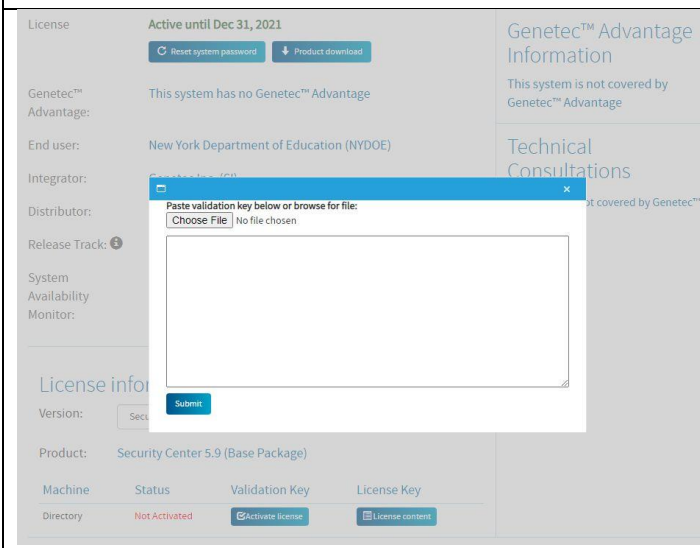 License
Active until Dec 31, 2021
Reset system password
Product download
Genetec™
Advantage:
This system has no Genetec™ Advantage
End user:
New York Department of Education (NYDOE)
Integrator:
Distributor:
Release Track:
System
Availability
Monitor:
Genetec™ Advantage
Information
This system is not covered by
Genetec™ Advantage
Technical
Consultations
covered by Genetec™
×
Paste validation key below or browse for file:
Choose File No file chosen
Submit
License
Version:
Product:
Security Center 5.9 (Base Package)
Machine Status Validation Key License Key
Directory Not Activated Activate license License content